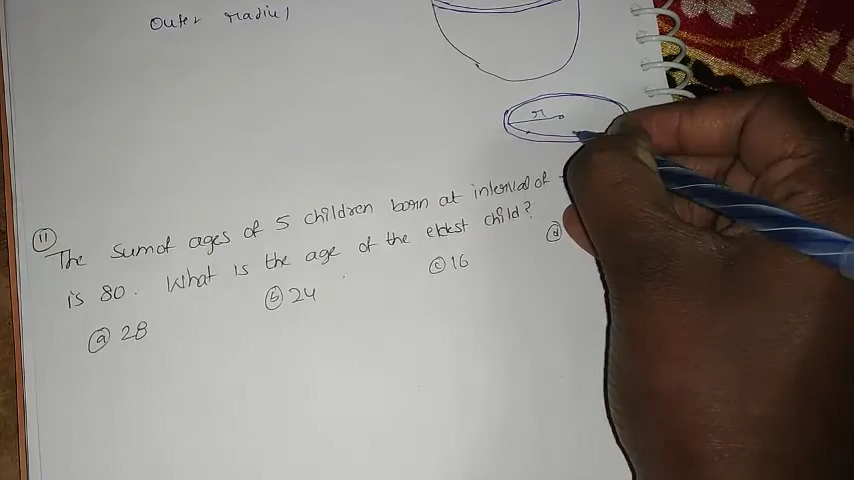 Outer radius
r
11
The sum of ages of 5 children born at interval of
is 80. What is the age of the eldest child?
a 28 b 24 c 16 d